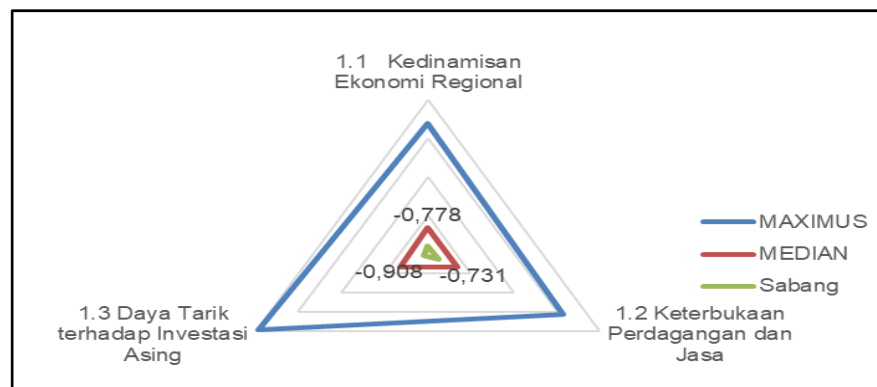 1.1 Kedinamisan
Ekonomi Regional
-0,778
-0,908
-0,731
MAXIMUS
MEDIAN
Sabang
1.3 Daya Tarik
terhadap Investasi
Asing
1.2 Keterbukaan
Perdagangan dan
Jasa